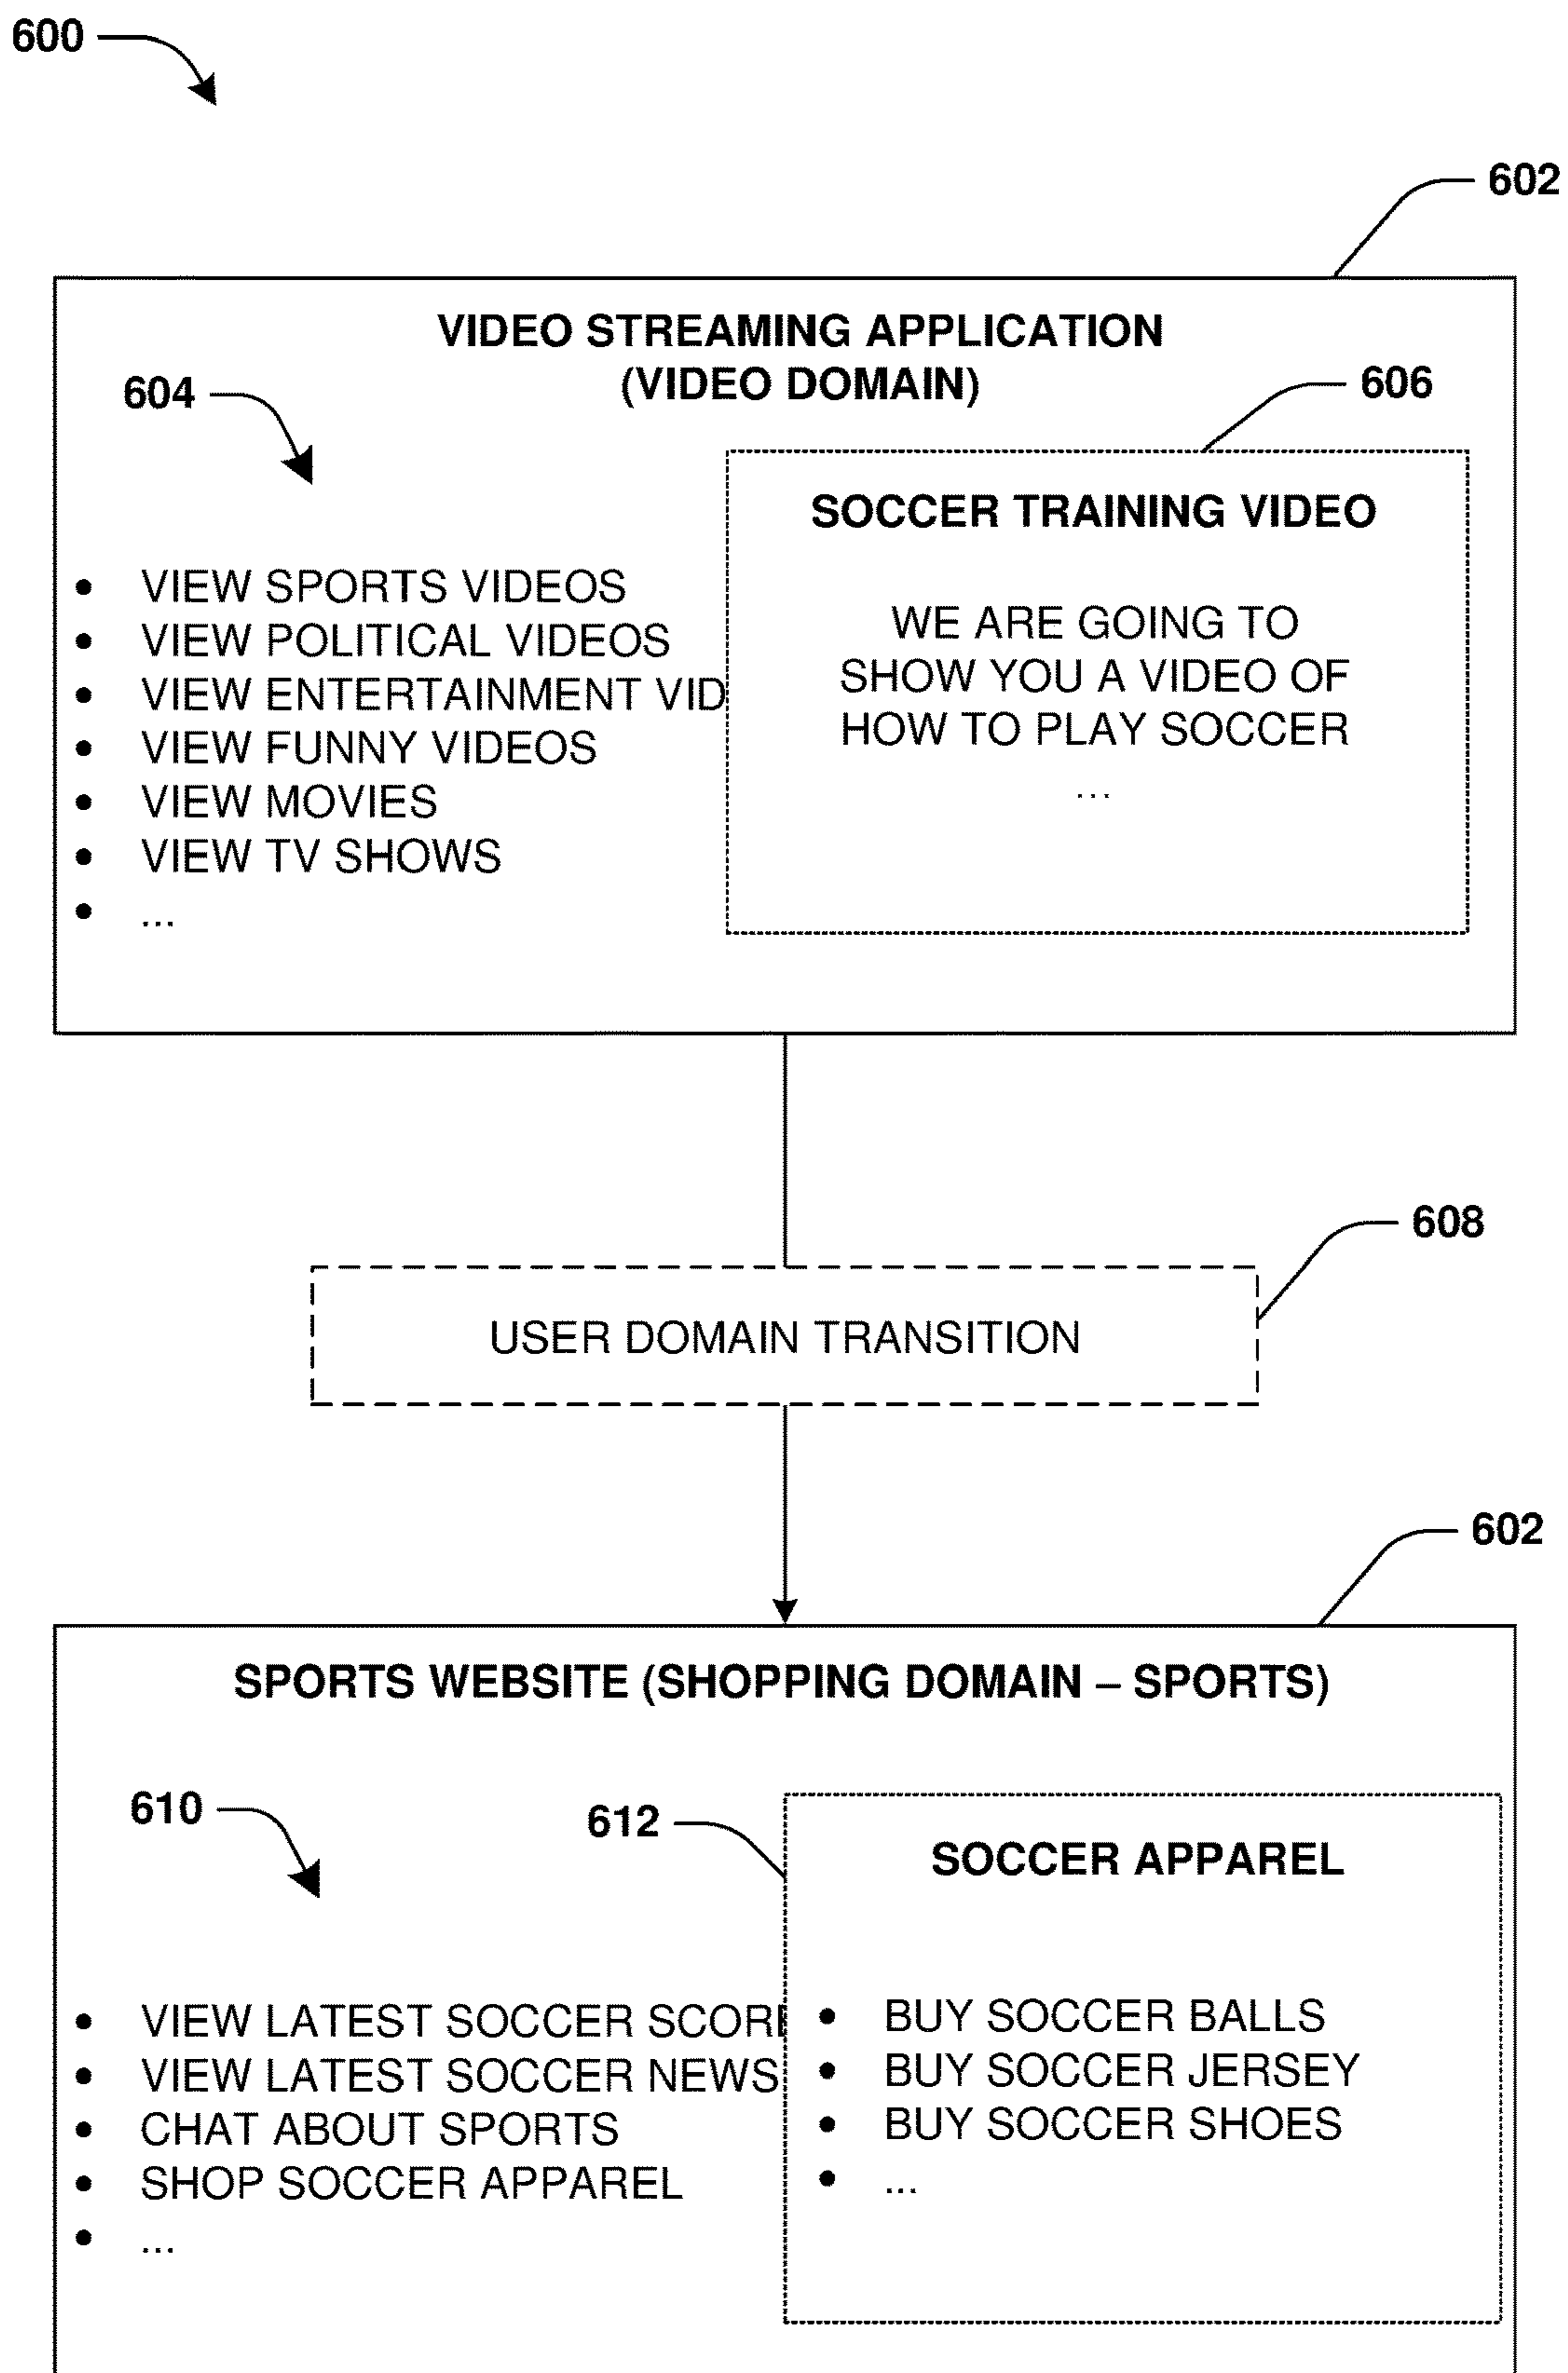 600
602
VIDEO STREAMING APPLICATION
(VIDEO DOMAIN)
604
606
SOCCER TRAINING VIDEO
WE ARE GOING TO
SHOW YOU A VIDEO OF
HOW TO PLAY SOCCER
...
• VIEW SPORTS VIDEOS
• VIEW POLITICAL VIDEOS
• VIEW ENTERTAINMENT VID
• VIEW FUNNY VIDEOS
• VIEW MOVIES
• VIEW TV SHOWS
• ...
608
USER DOMAIN TRANSITION
602
SPORTS WEBSITE (SHOPPING DOMAIN – SPORTS)
610
612
SOCCER APPAREL
• VIEW LATEST SOCCER SCOR
• VIEW LATEST SOCCER NEWS
• CHAT ABOUT SPORTS
• SHOP SOCCER APPAREL
• ...
• BUY SOCCER BALLS
• BUY SOCCER JERSEY
• BUY SOCCER SHOES
• ...